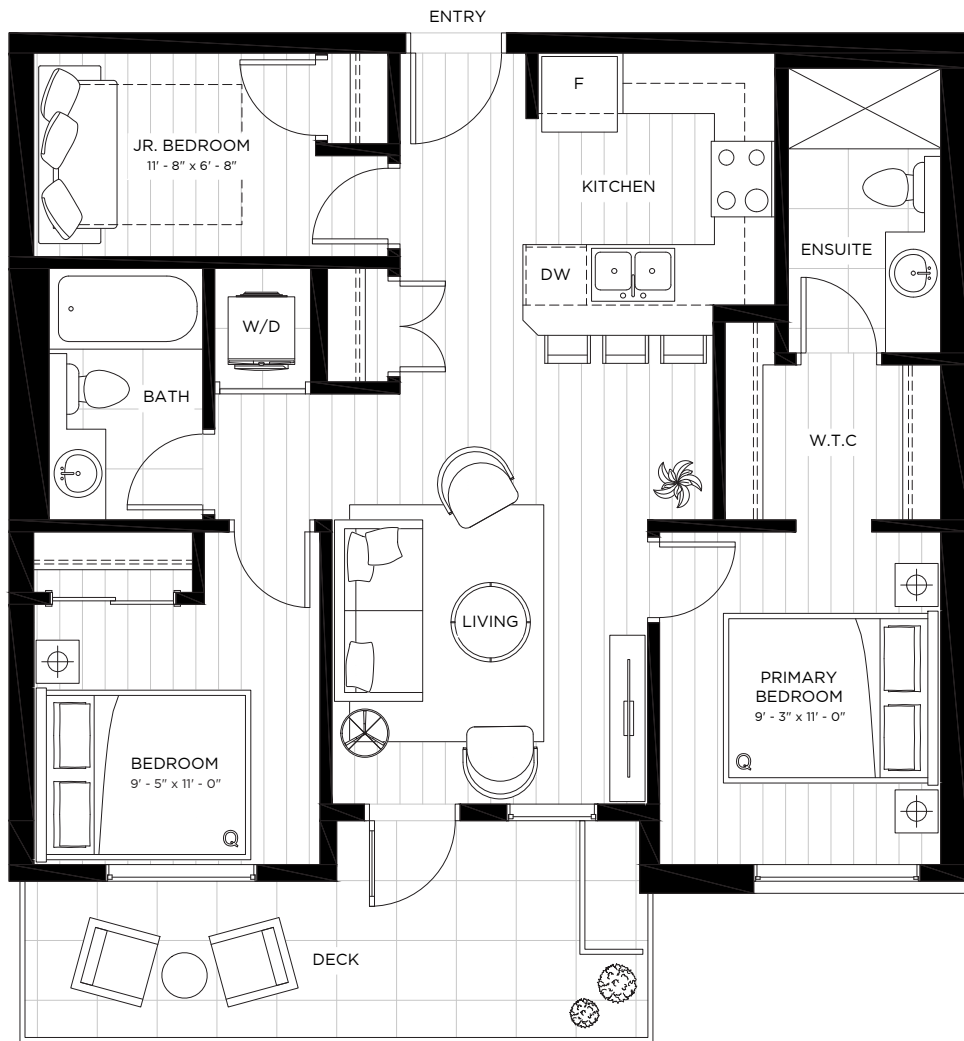 ENTRY
JR. BEDROOM
11' - 8" x 6' - 8"
F
KITCHEN
DW
ENSUITE
W/D
BATH
W.T.C
LIVING
PRIMARY
BEDROOM
9' - 3" x 11' - 0"
Q
BEDROOM
9' - 5" x 11' - 0"
Q
DECK